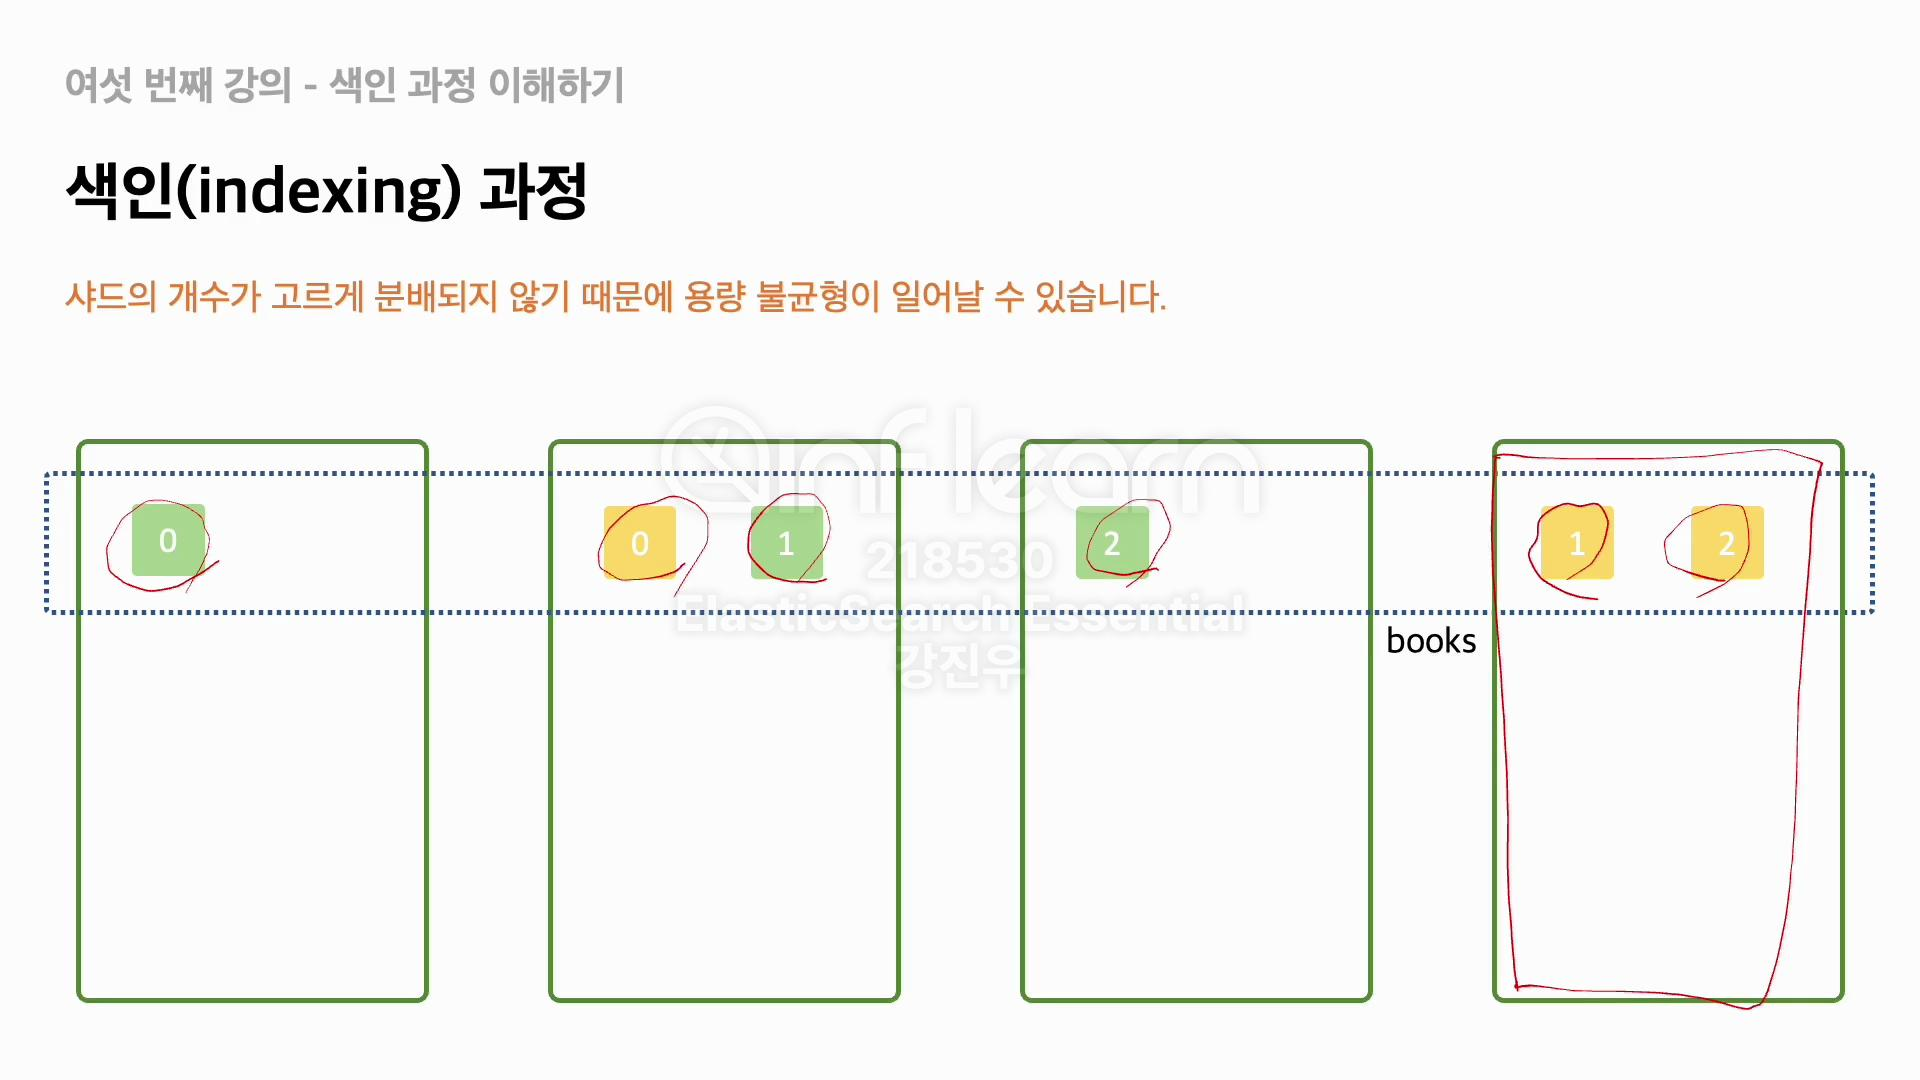 여섯 번째 강의 - 색인 과정 이해하기
색인(indexing) 과정
샤드의 개수가 고르게 분배되지 않기 때문에 용량 불균형이 일어날 수 있습니다.
inflearn
0
0 1
2
1 2
218530
ElasticSearch Essential
books
강진우